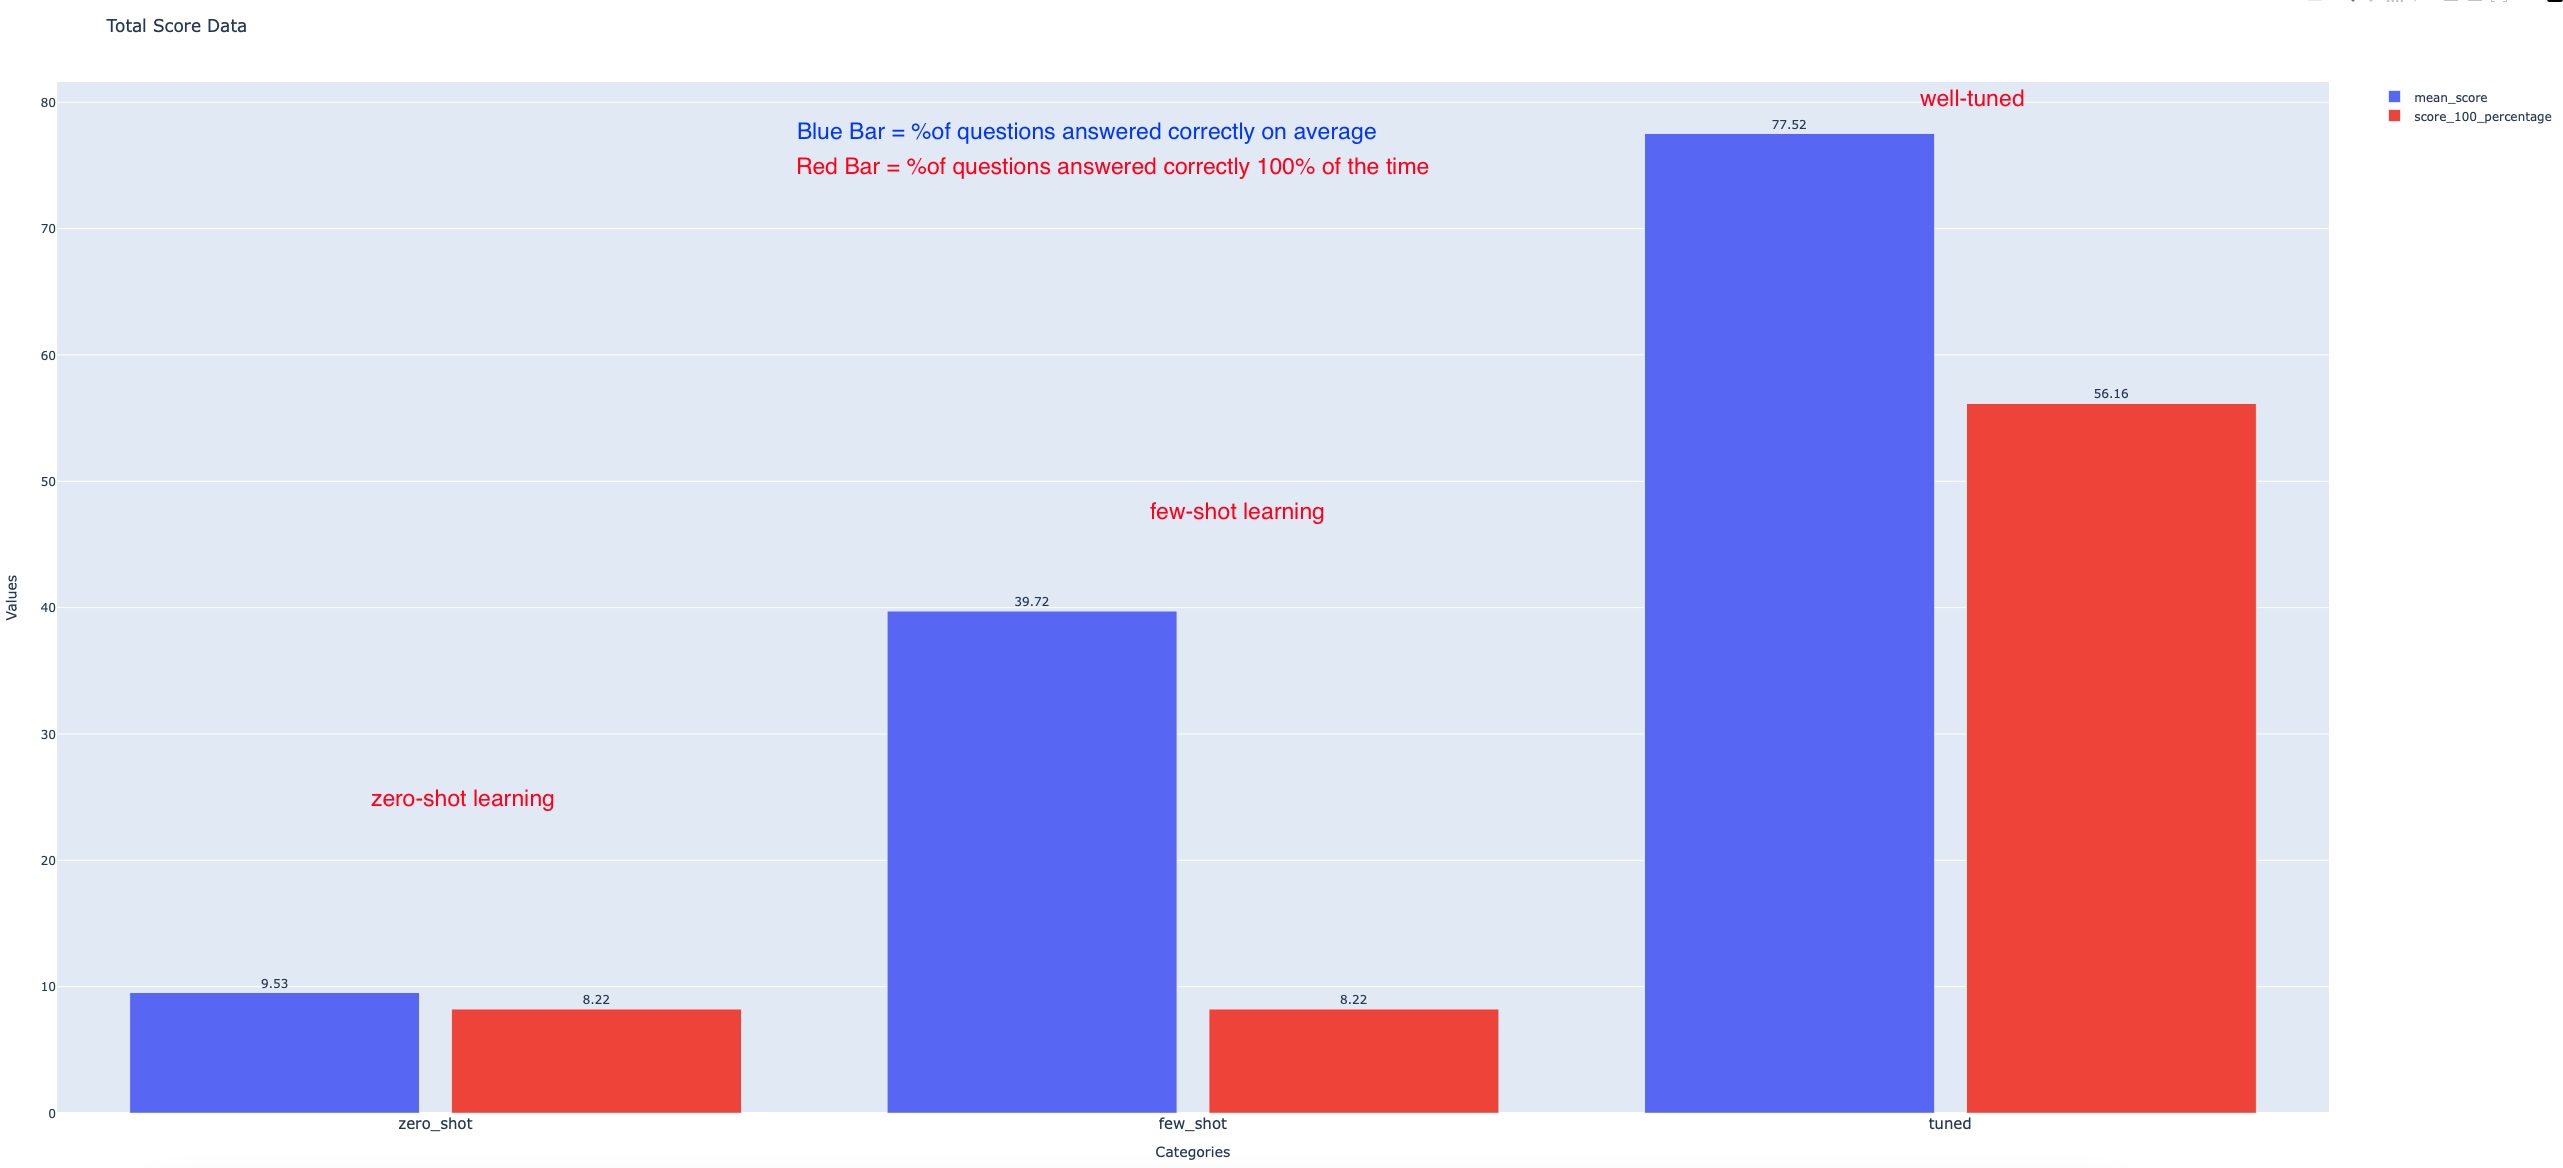 Total Score Data
80
70
60
50
40
30
20
10
0
Values
Blue Bar = %of questions answered correctly on average
Red Bar = %of questions answered correctly 100% of the time
zero-shot learning
few-shot learning
well-tuned
9.53
8.22
39.72
8.22
77.52
56.16
zero_shot
few_shot
tuned
Categories
mean_score
score_100_percentage